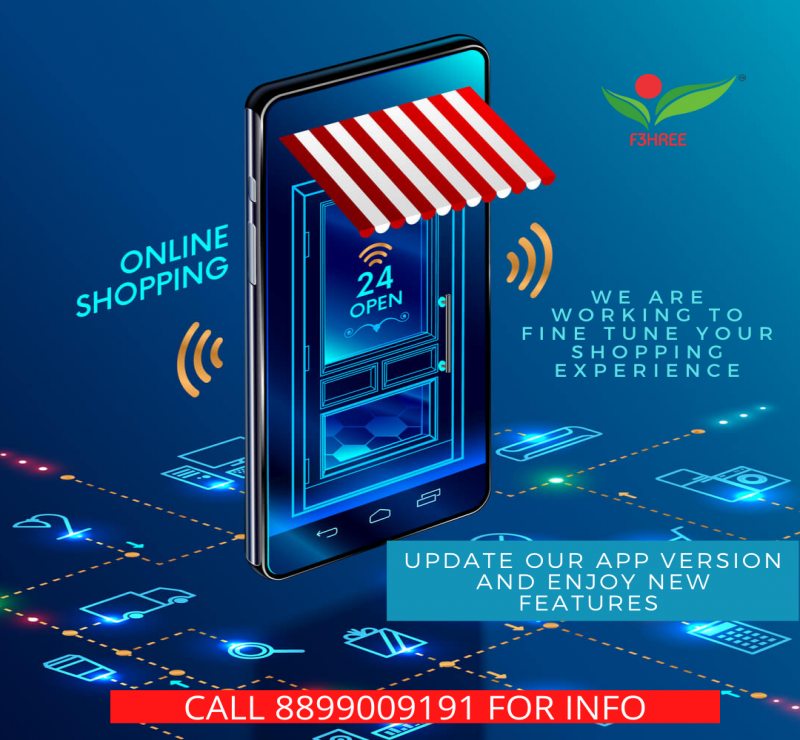 F3HREE
ONLINE
SHOPPING
24
OPEN
WE ARE
WORKING TO
FINE TUNE YOUR
SHOPPING
EXPERIENCE
UPDATE OUR APP VERSION
AND ENJOY NEW
FEATURES
CALL 8899009191 FOR INFO